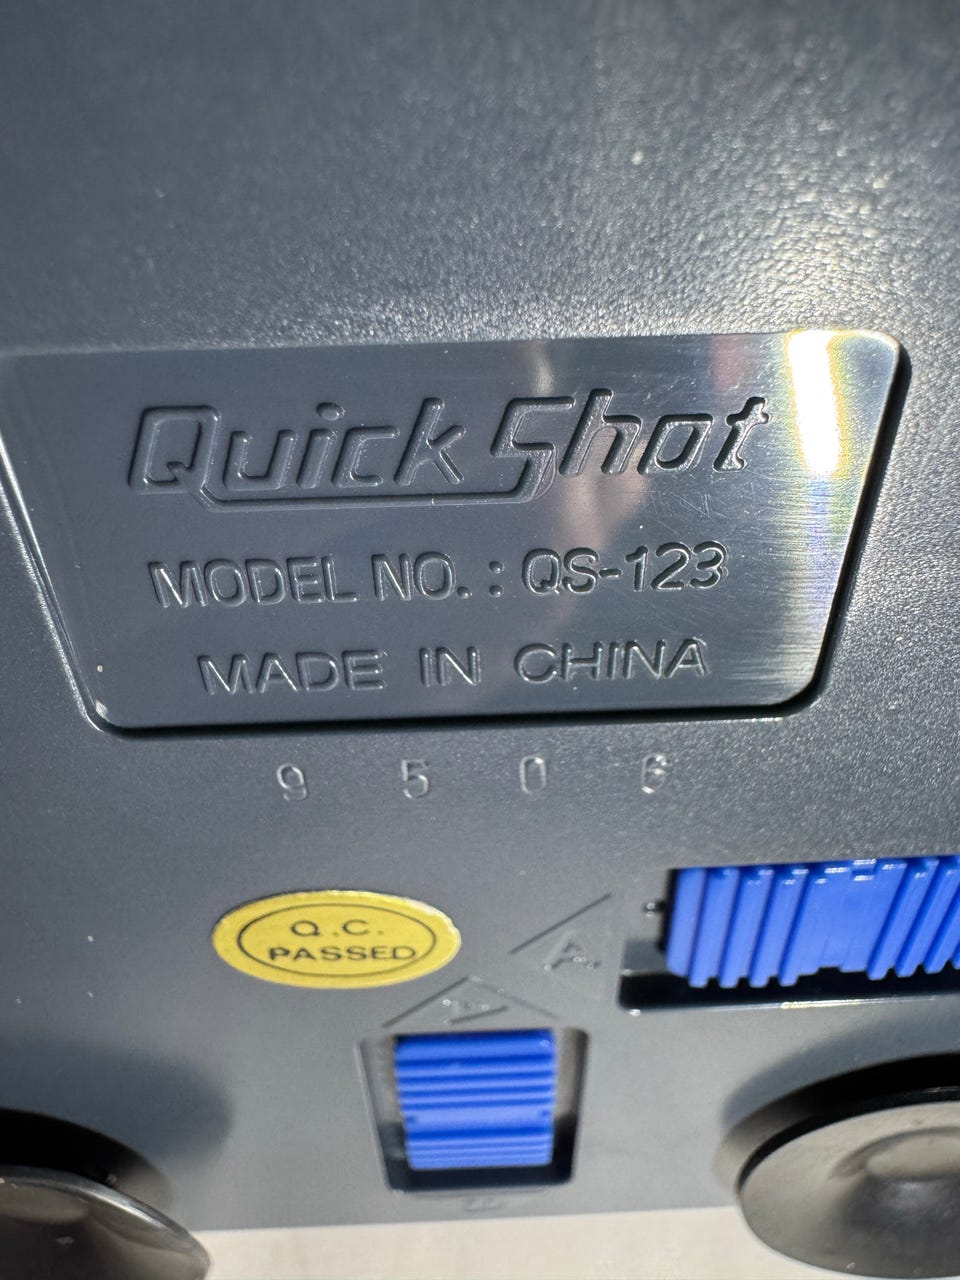 QuickShot
MODEL NO. : QS-123
MADE IN CHINA
9 5 0 6
Q.C.
PASSED
A